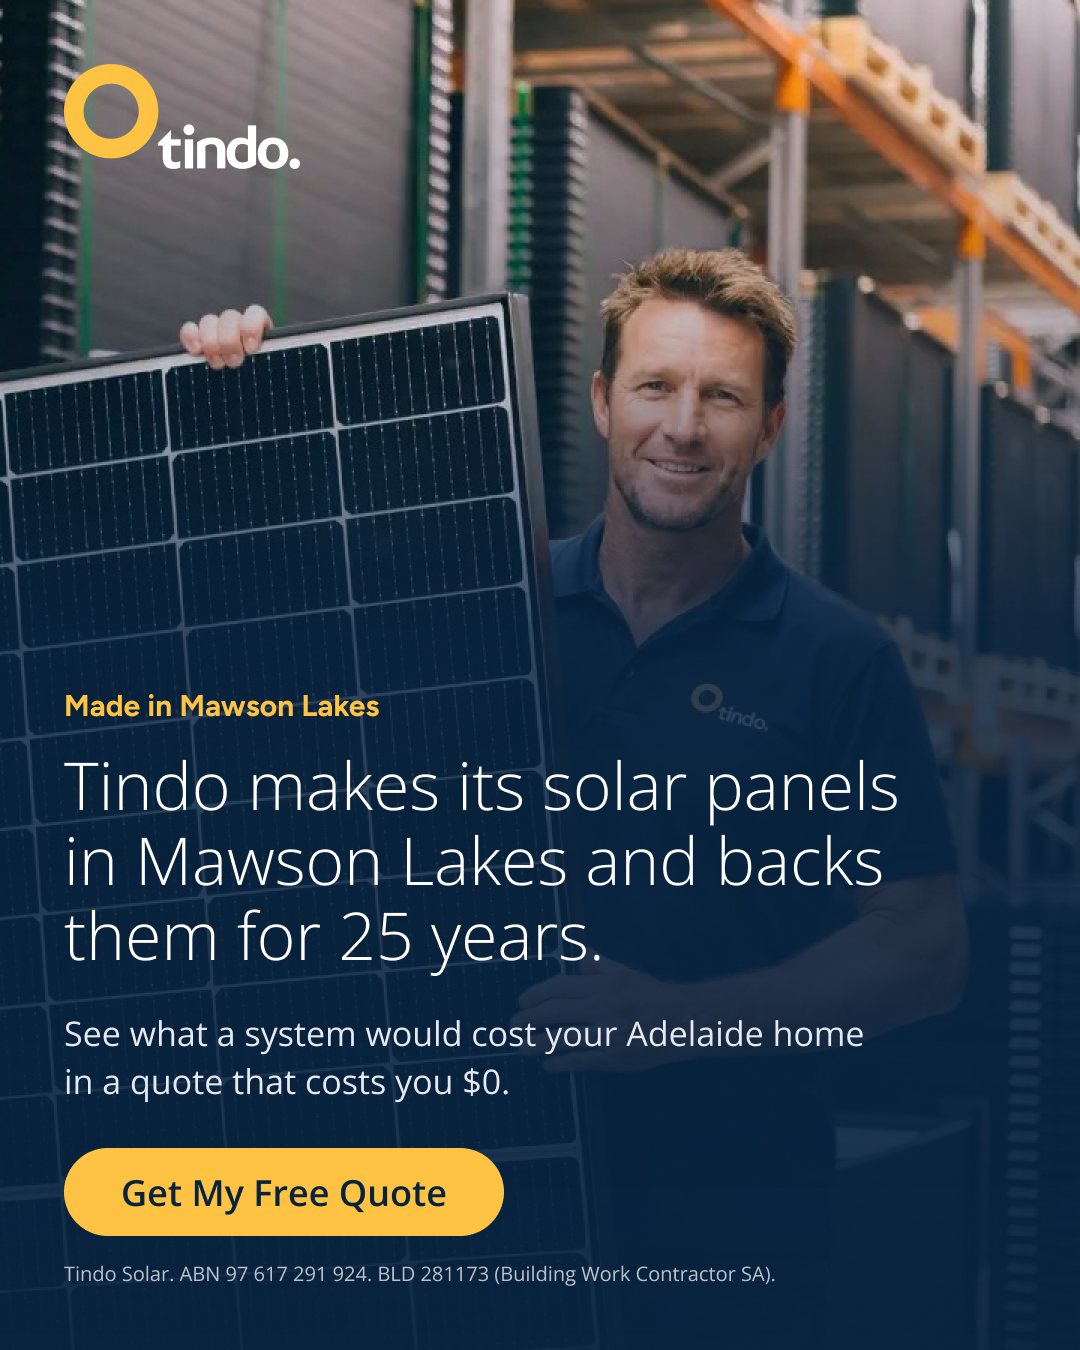 tindo.
tindo.
Made in Mawson Lakes
Tindo makes its solar panels
in Mawson Lakes and backs
them for 25 years.
See what a system would cost your Adelaide home
in a quote that costs you $0.
Get My Free Quote
Tindo Solar. ABN 97 617 291 924. BLD 281173 (Building Work Contractor SA).